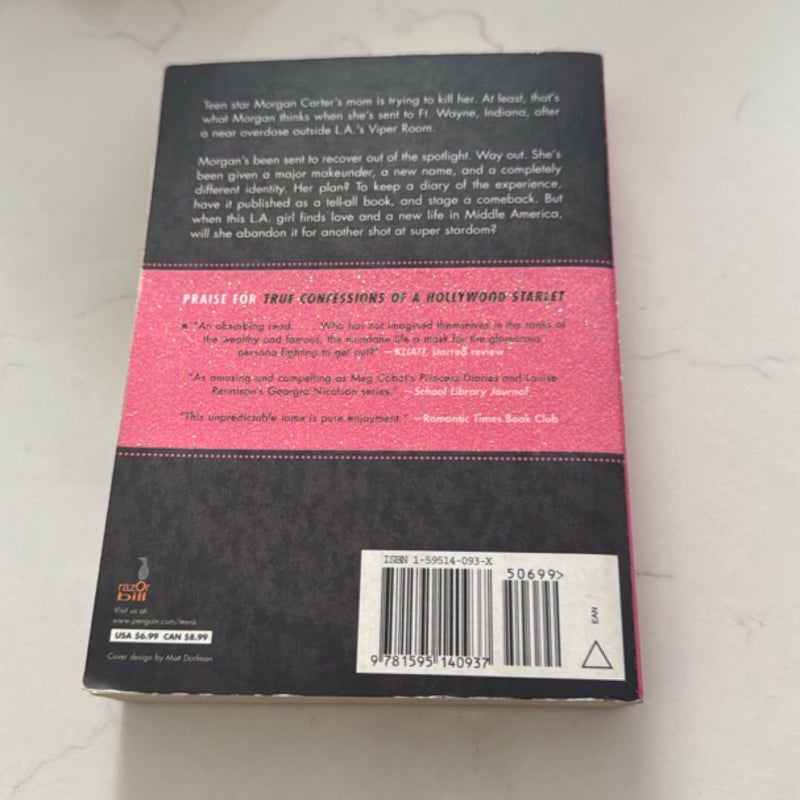 Teen star Morgan Carter's mom is trying to kill her. At least, that's
what Morgan thinks when she's sent to Ft. Wayne, Indiana, after
a near overdose outside L.A.'s Viper Room.
Morgan's been sent to recover out of the spotlight. Way out. She's
been given a major makeunder, a new name, and a completely
different identity. Her plan? To keep a diary of the experience,
have it published as a tell-all book, and stage a comeback. But
when this L.A. girl finds love and a new life in Middle America,
will she abandon it for another shot at super stardom?
PRAISE FOR TRUE CONFESSIONS OF A HOLLYWOOD STARLET
★ "An absorbing read. . . . Who has not imagined themselves in the ranks of
the wealthy and famous, the mundane life a mask for the glamorous
persona fighting to get out?" —KLIATT, starred review
"As amusing and compelling as Meg Cabot's Princess Diaries and Louise
Rennison's Georgia Nicolson series." —School Library Journal
"This unpredictable tome is pure enjoyment." —Romantic Times Book Club
razOr
bill
Visit us at:
www.penguin.com/teens
USA $6.99 CAN $8.99
Cover design by Matt Dorfman
ISBN 1-59514-093-X
50699>
EAN
9 781595 140937